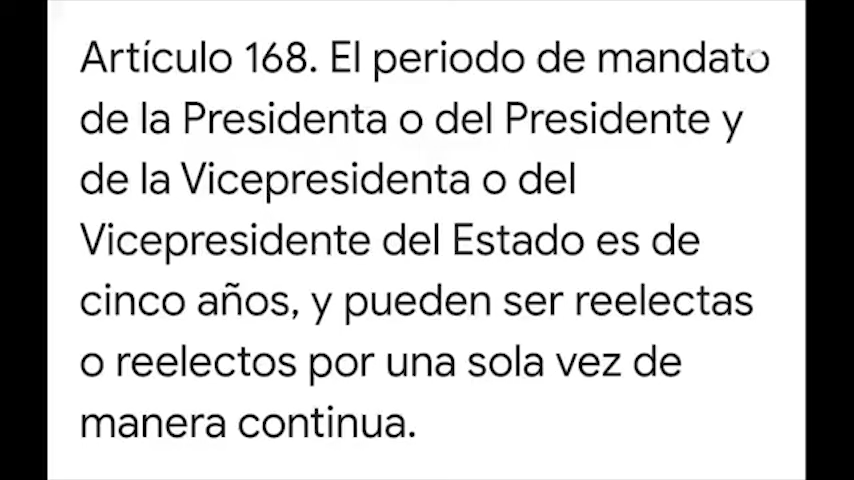 Artículo 168. El periodo de mandato
de la Presidenta o del Presidente y
de la Vicepresidenta o del
Vicepresidente del Estado es de
cinco años, y pueden ser reelectas
o reelectos por una sola vez de
manera continua.